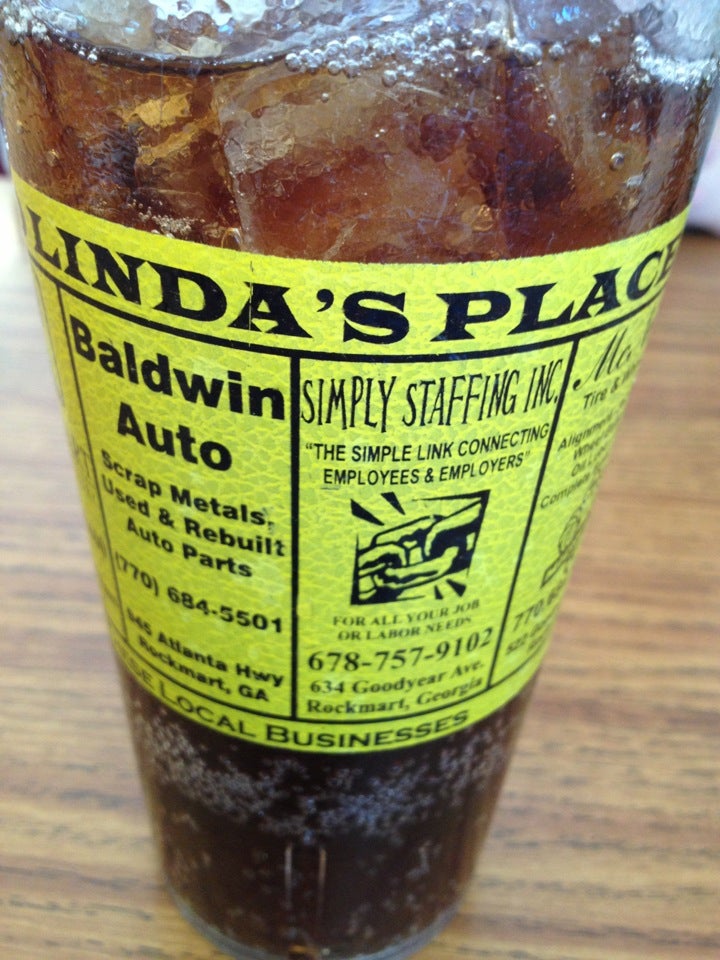 LINDA'S PLACE
Baldwin
Auto
Scrap Metals,
Used & Rebuilt
Auto Parts
(770) 684-5501
Atlanta Hwy
Rockmart, GA
SIMPLY STAFFING INC.
"THE SIMPLE LINK CONNECTING
EMPLOYEES & EMPLOYERS"
FOR ALL YOUR JOB
OR LABOR NEEDS
678-757-9102
634 Goodyear Ave.
Rockmart, Georgia
Tire &
LOCAL BUSINESSES